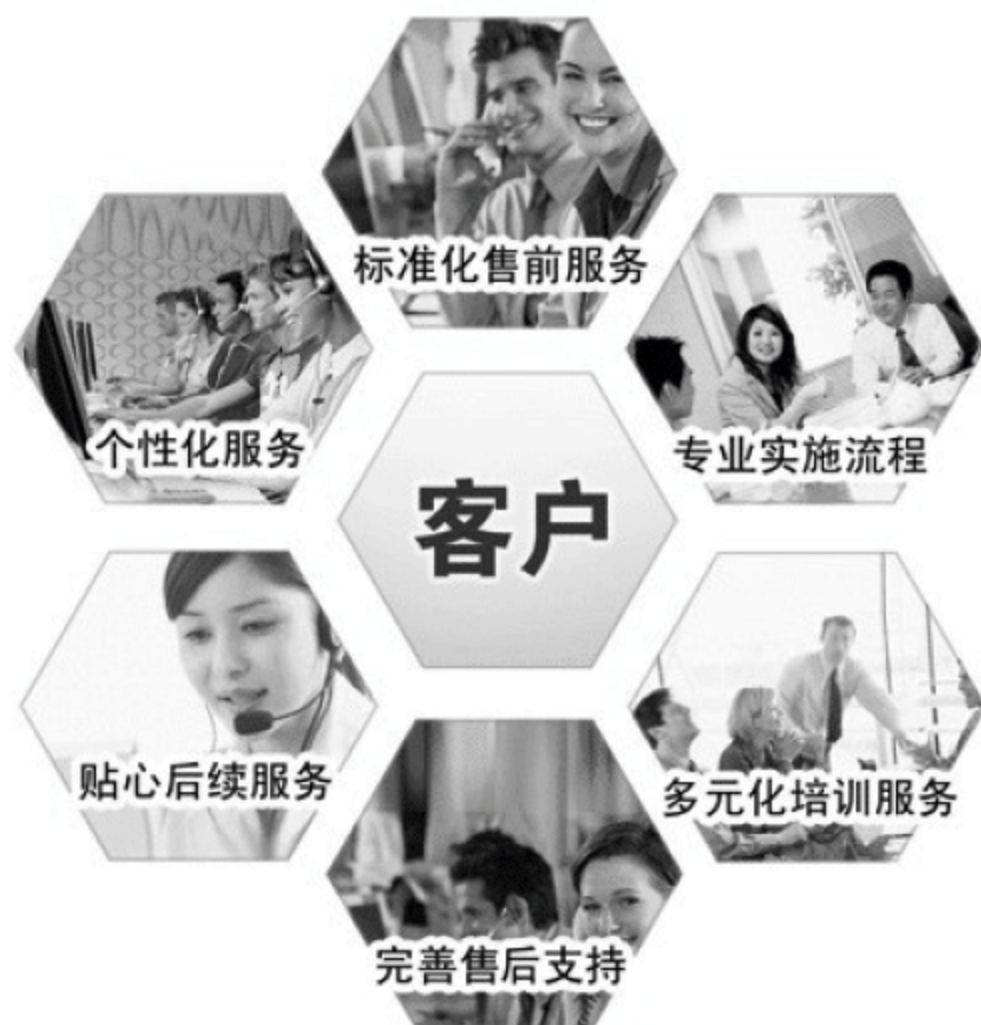 标准化售前服务
个性化服务
专业实施流程
客户
贴心后续服务
多元化培训服务
完善售后支持